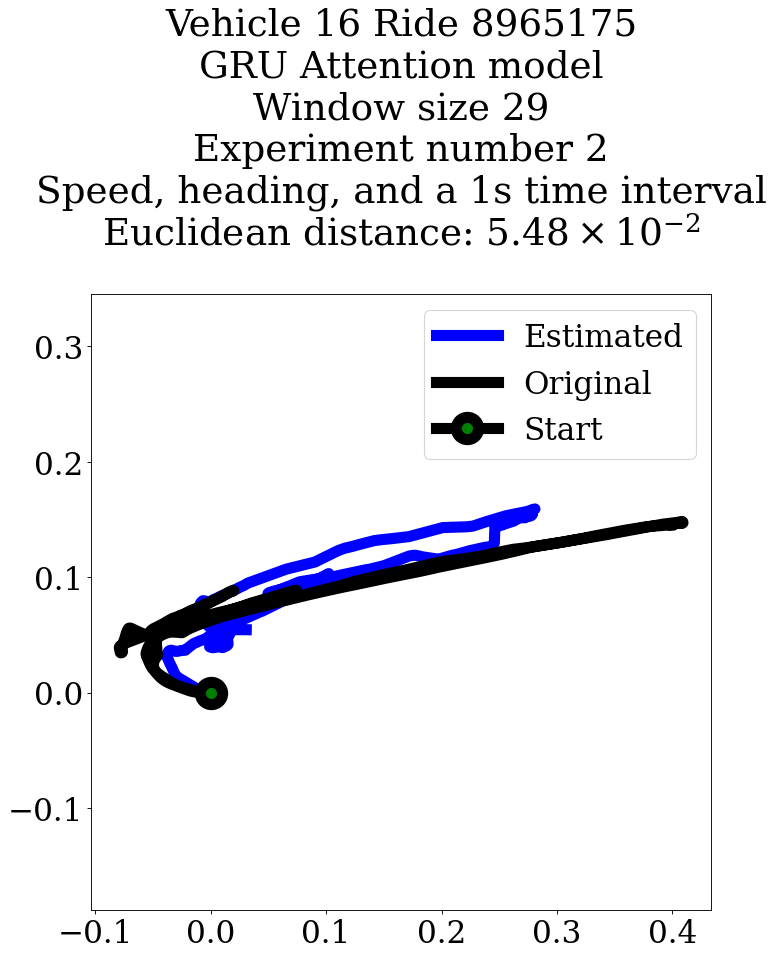 Vehicle 16 Ride 8965175
GRU Attention model
Window size 29
Experiment number 2
Speed, heading, and a 1s time interval
Euclidean distance: 5.48 × 10⁻²
Estimated
Original
Start
0.3
0.2
0.1
0.0
−0.1
−0.1 0.0 0.1 0.2 0.3 0.4